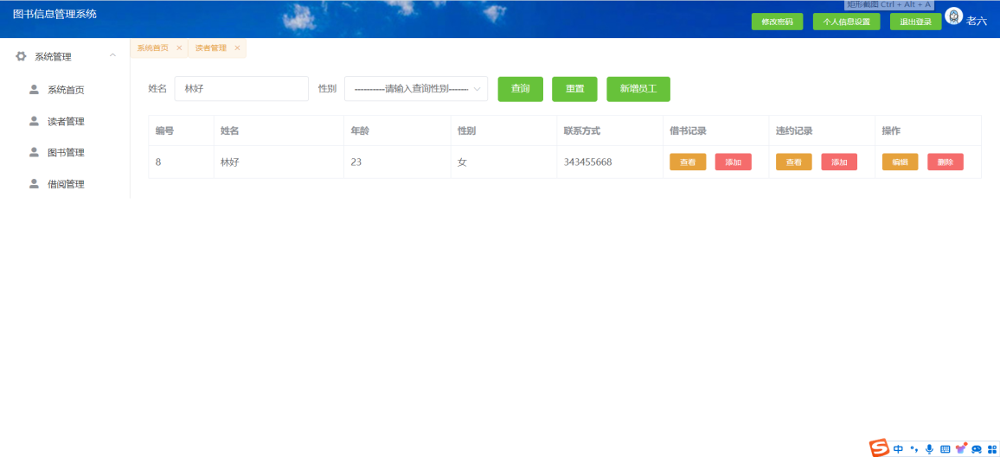 图书信息管理系统
矩形截图 Ctrl + Alt + A
修改密码 个人信息设置 退出登录 老六
系统管理
系统首页
读者管理
图书管理
借阅管理
系统首页 × 读者管理 ×
姓名 林好 性别 ----------请输入查询性别------- 查询 重置 新增员工
编号 姓名 年龄 性别 联系方式 借书记录 违约记录 操作
8 林好 23 女 343455668 查看 添加 查看 添加 编辑 删除
S 中